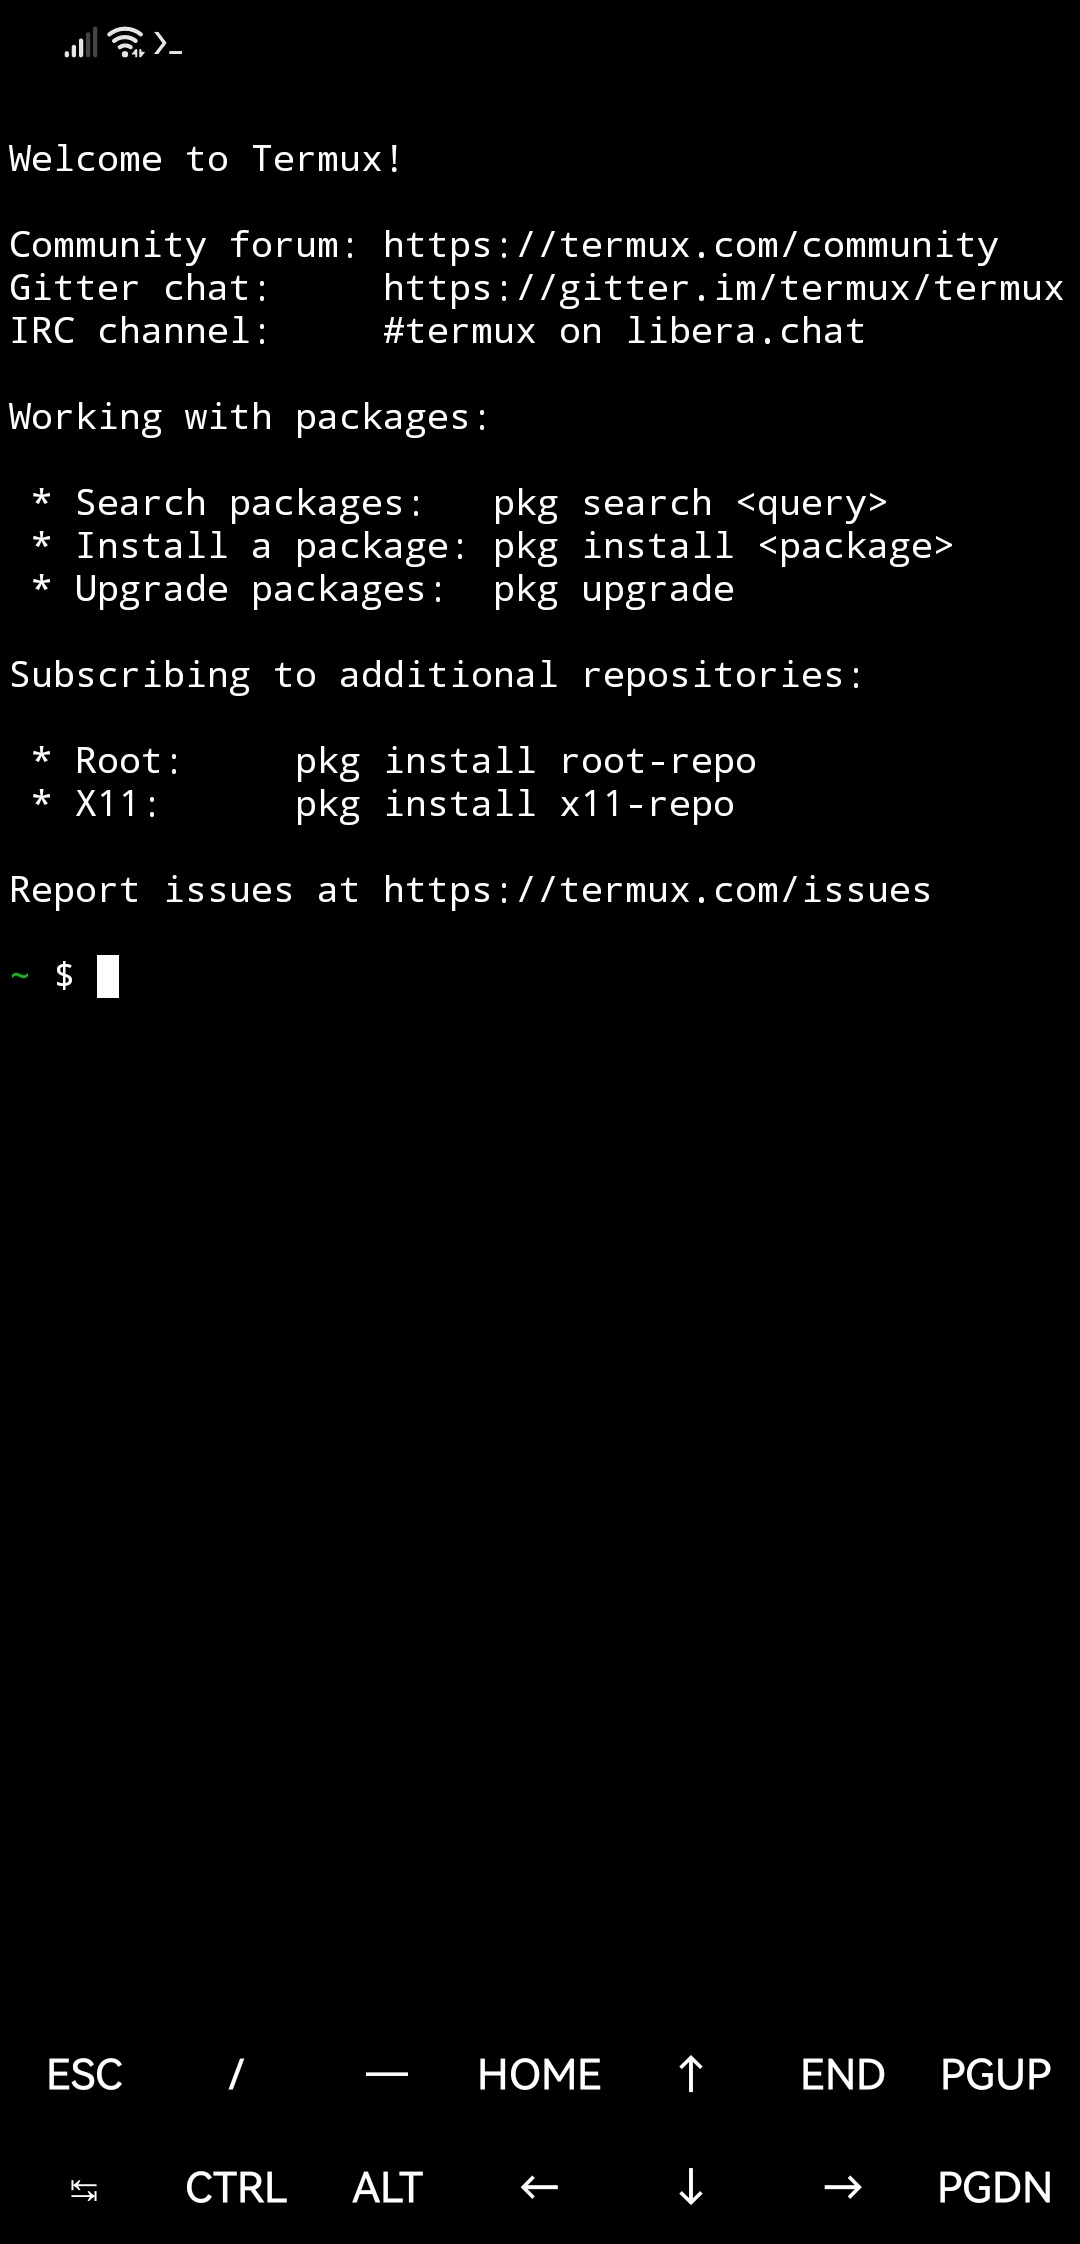 Welcome to Termux!
Community forum: https://termux.com/community
Gitter chat:     https://gitter.im/termux/termux
IRC channel:     #termux on libera.chat
Working with packages:
 * Search packages:   pkg search <query>
 * Install a package: pkg install <package>
 * Upgrade packages:  pkg upgrade
Subscribing to additional repositories:
 * Root:     pkg install root-repo
 * X11:      pkg install x11-repo
Report issues at https://termux.com/issues
~ $
ESC / — HOME ↑ END PGUP
↹ CTRL ALT ← ↓ → PGDN